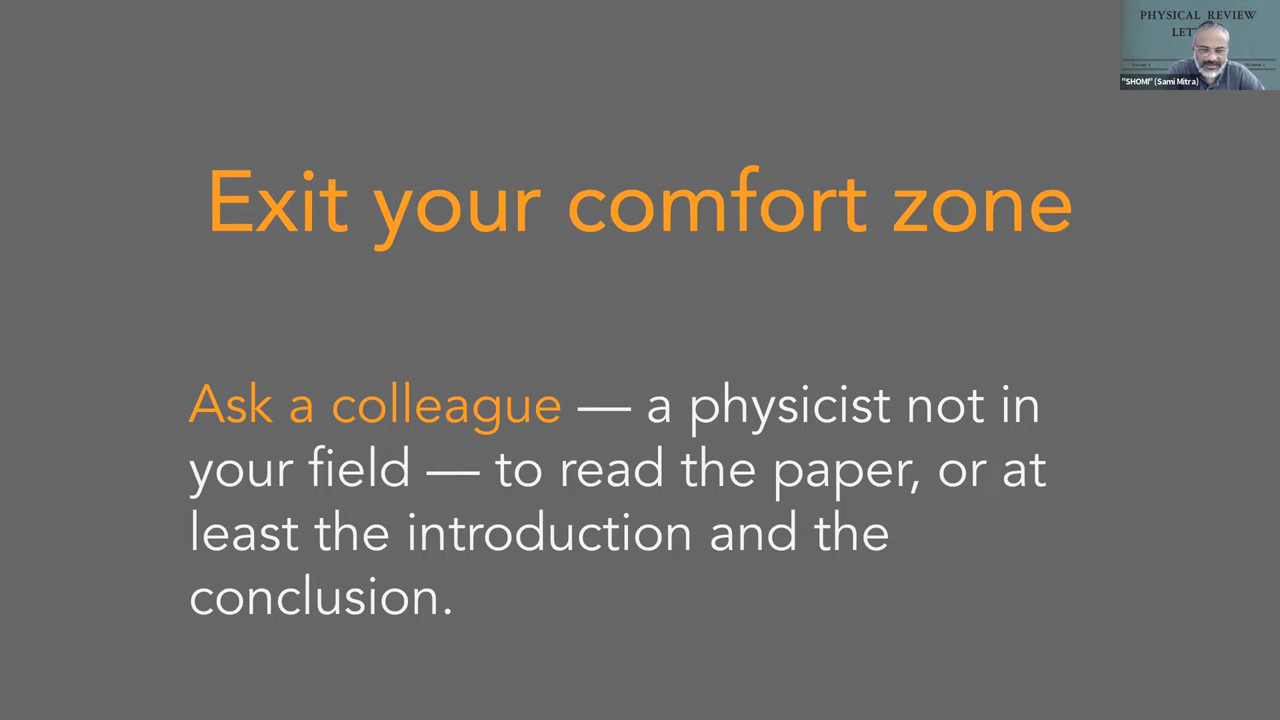 PHYSICAL REVIEW
"SHOMI" (Sami Mitra)
Exit your comfort zone
Ask a colleague — a physicist not in
your field — to read the paper, or at
least the introduction and the
conclusion.